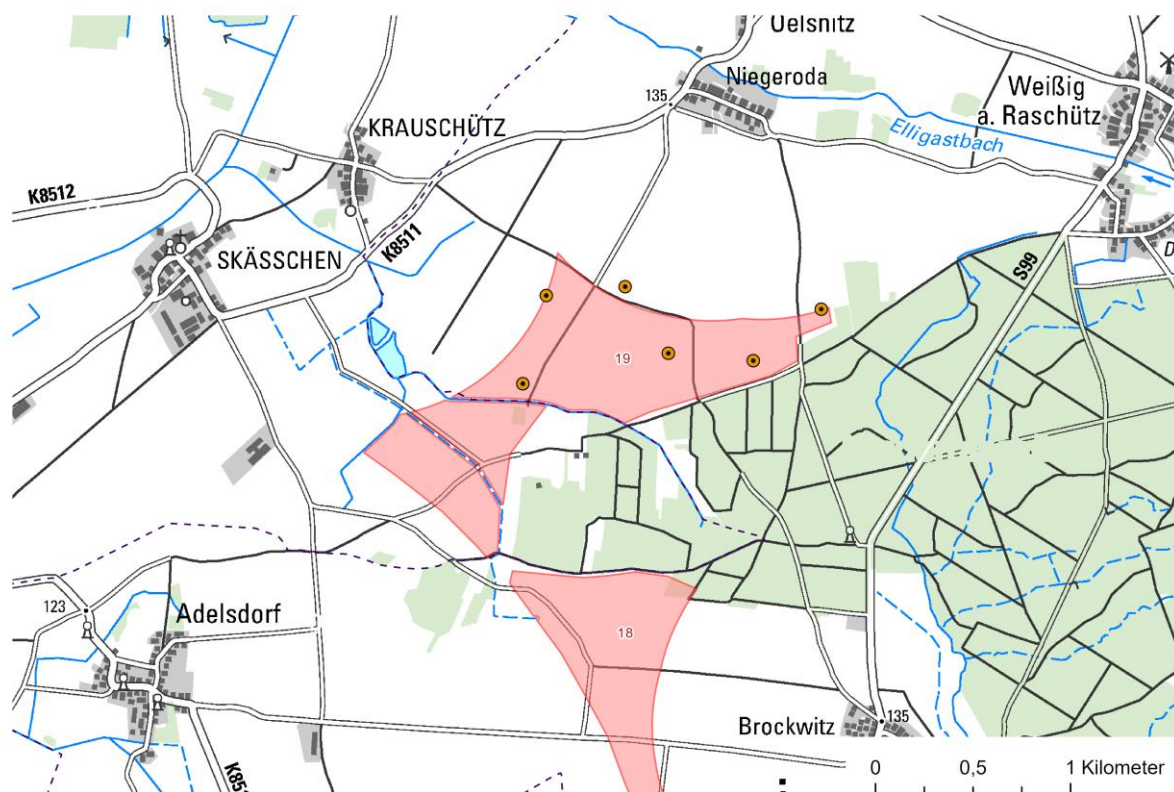 Oelsnitz
Niegeroda
135
Weißig
a. Raschütz
Elligastbach
KRAUSCHÜTZ
K8512
K8511
SKÄSSCHEN
S99
D
19
123
Adelsdorf
18
Brockwitz
135
K851
0
0,5
1 Kilometer